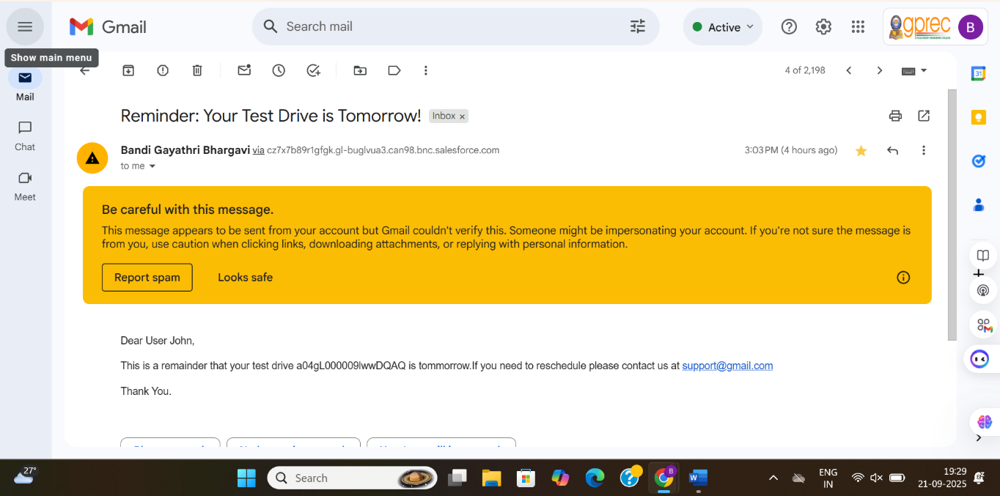 Gmail
Search mail
Active
gprec
B
Show main menu
4 of 2,198
31
Mail
Reminder: Your Test Drive is Tomorrow!
Inbox ×
Chat
Bandi Gayathri Bhargavi via cz7x7b89r1gfgk.gl-buglvua3.can98.bnc.salesforce.com
3:03 PM (4 hours ago)
to me
Meet
Be careful with this message.
This message appears to be sent from your account but Gmail couldn't verify this. Someone might be impersonating your account. If you're not sure the message is
from you, use caution when clicking links, downloading attachments, or replying with personal information.
Report spam
Looks safe
Dear User John,
This is a remainder that your test drive a04gL000009lwwDQAQ is tommorrow.If you need to reschedule please contact us at support@gmail.com
Thank You.
27°
Search
B
W
ENG
IN
19:29
21-09-2025